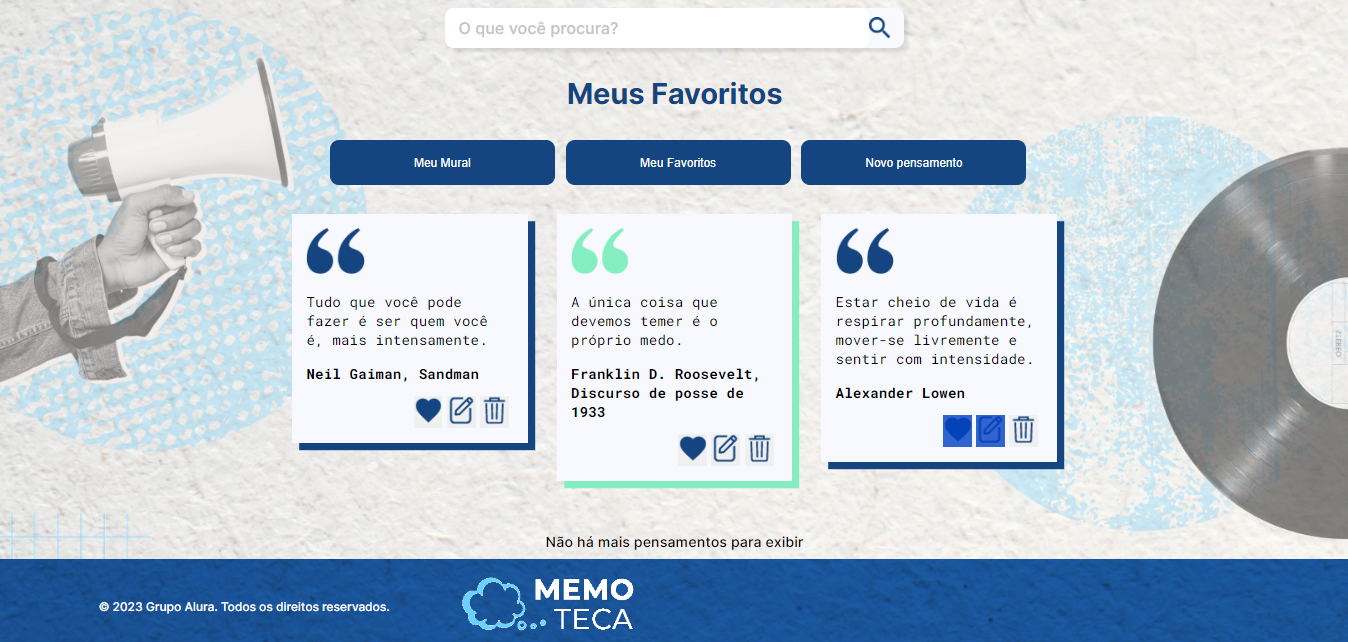 O que você procura?
Meus Favoritos
Meu Mural
Meu Favoritos
Novo pensamento
Tudo que você pode
fazer é ser quem você
é, mais intensamente.
Neil Gaiman, Sandman
A única coisa que
devemos temer é o
próprio medo.
Franklin D. Roosevelt,
Discurso de posse de
1933
Estar cheio de vida é
respirar profundamente,
mover-se livremente e
sentir com intensidade.
Alexander Lowen
STEREO
Não há mais pensamentos para exibir
© 2023 Grupo Alura. Todos os direitos reservados.
MEMO
TECA